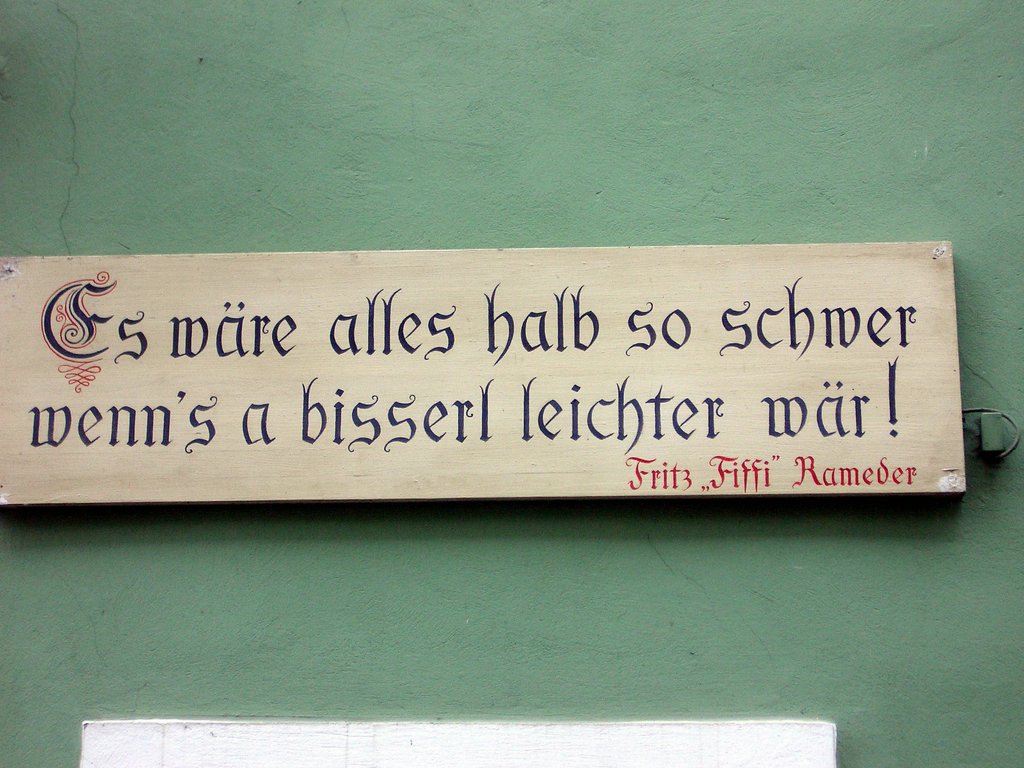 Es wäre alles halb so schwer
wenn's a bisserl leichter wär!
Fritz „Fiffi" Rameder